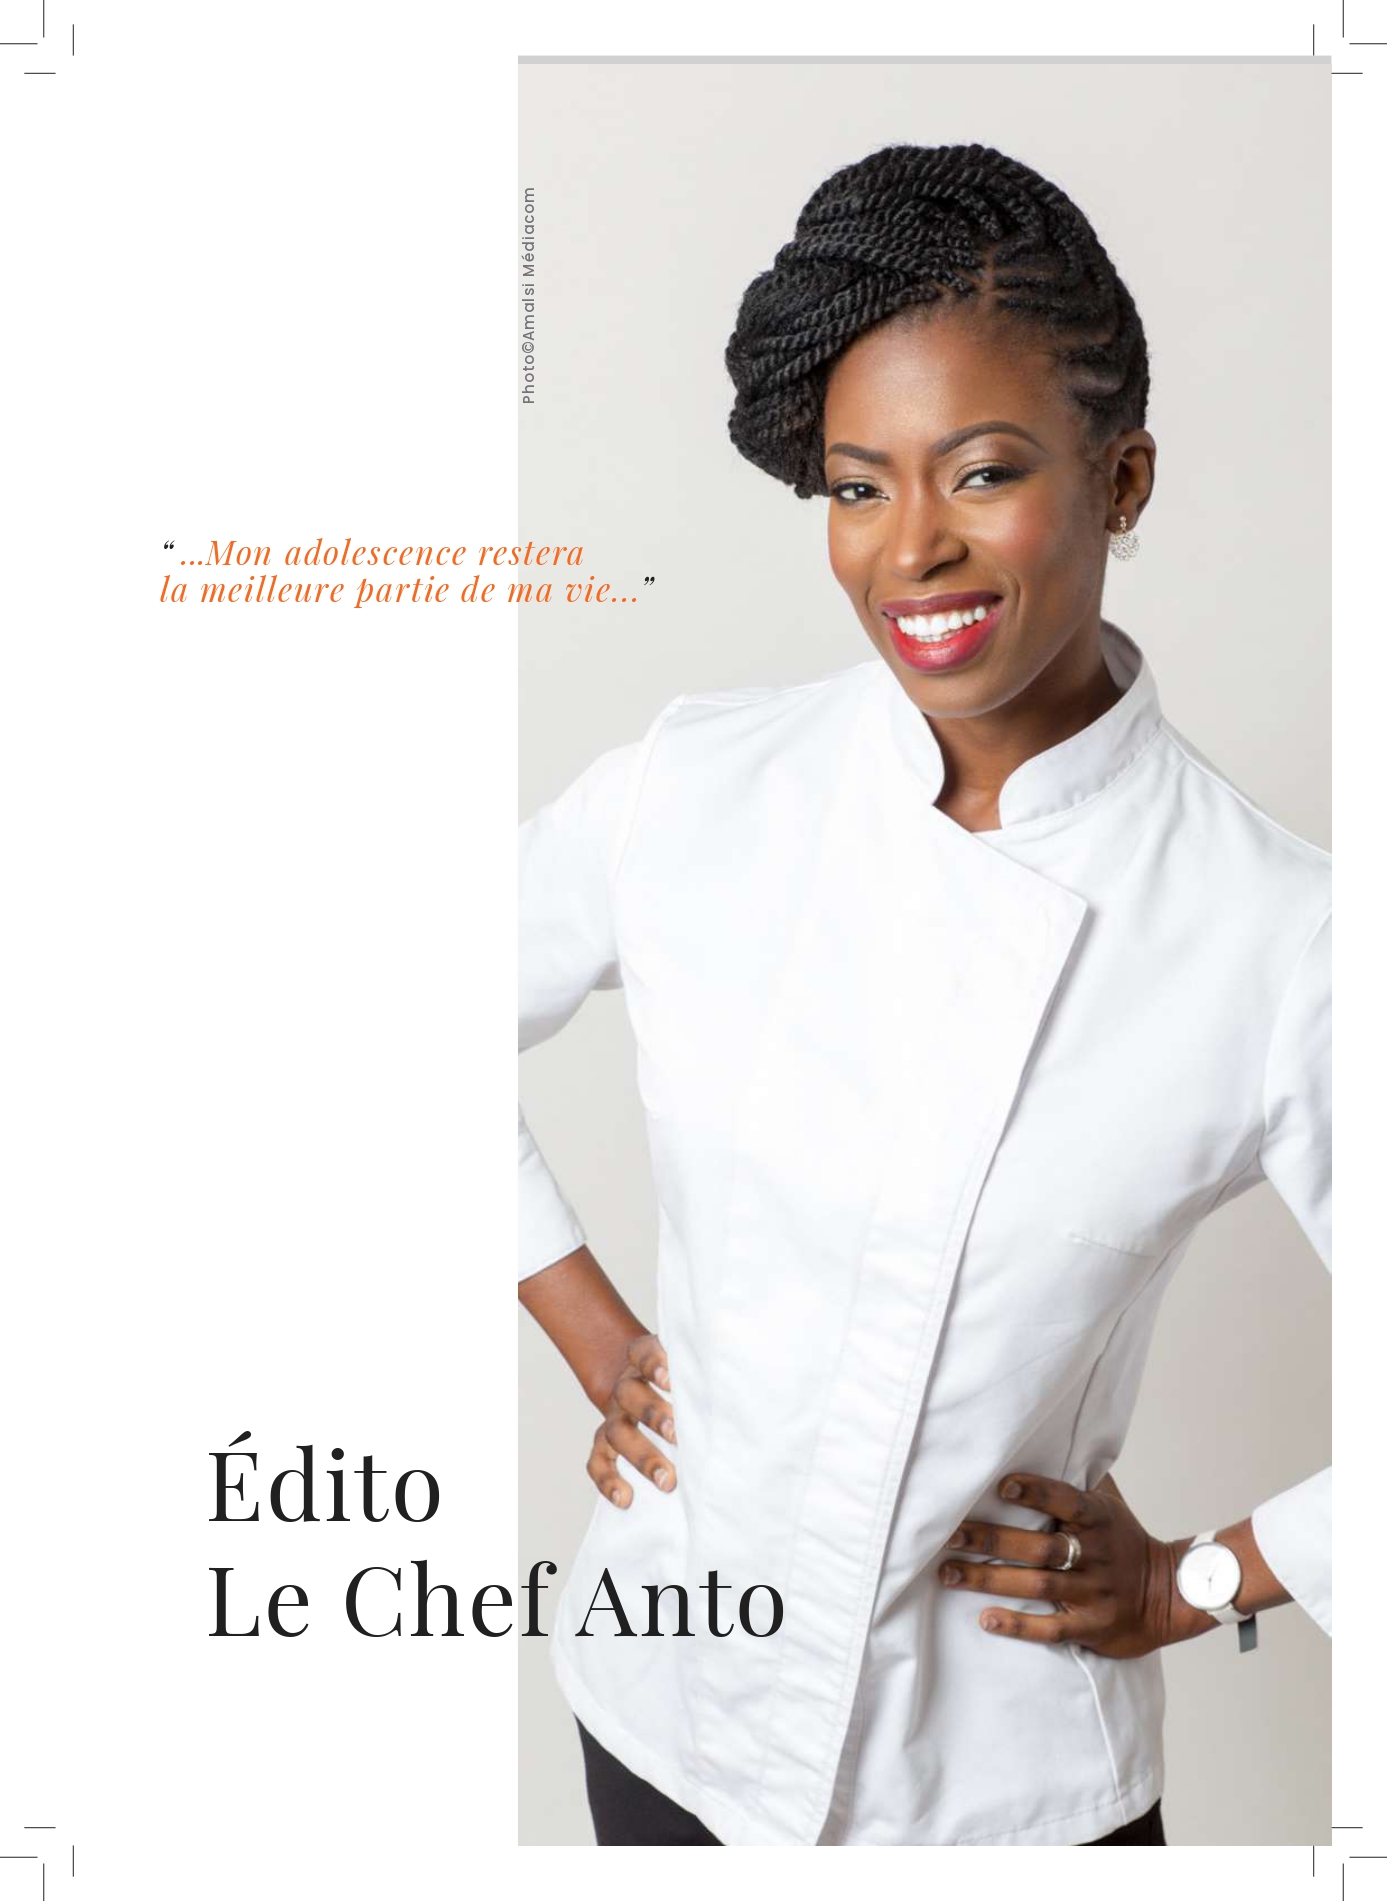 Photo©Amalsi Médiacom
“ ...Mon adolescence restera
la meilleure partie de ma vie...”
Édito
Le Chef Anto